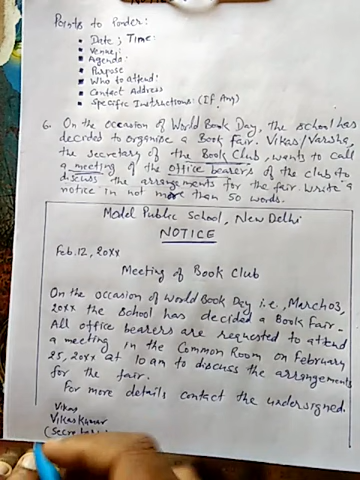 Points to Ponder:
▪ Date; Time:
▪ Venue;
▪ Agenda:
▪ Purpose
▪ Who to attend:
▪ Contact Address
▪ Specific Instructions: (If Any)
6. On the occasion of World Book Day, the school has
decided to organise a Book fair. Vikas/Varsha,
the secretary of the Book Club, wants to call
a meeting of the office bearers of the club to
discuss the arrangements for the fair. Write a
notice in not more than 50 words.
Model Public School, New Delhi
NOTICE
Feb. 12, 20XX
Meeting of Book Club
On the occasion of World Book Day i.e., March 03,
20XX the school has decided a Book Fair.
All office bearers are requested to attend
a meeting in the Common Room on February
25, 20XX at 10 am to discuss the arrangements
for the fair.
For more details contact the undersigned.
Vikas
Vikas Kumar